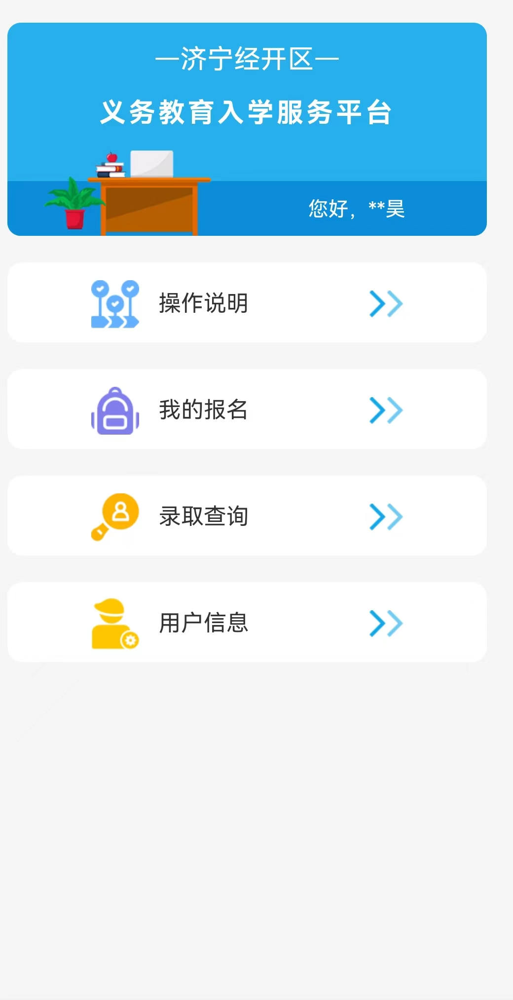 —济宁经开区—
义务教育入学服务平台
您好，**昊
操作说明
我的报名
录取查询
用户信息